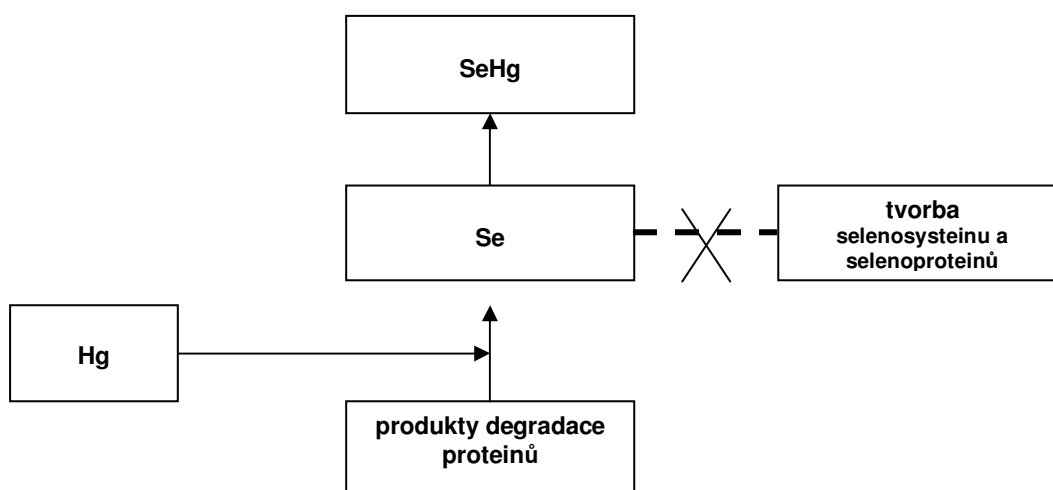 SeHg
Se
tvorba
selenosysteinu a
selenoproteinů
Hg
produkty degradace
proteinů